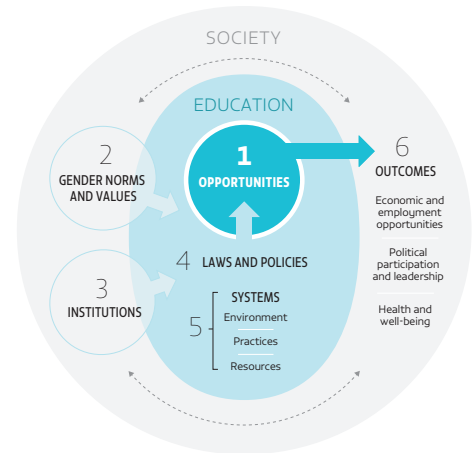 SOCIETY
EDUCATION
1
OPPORTUNITIES
2
GENDER NORMS
AND VALUES
3
INSTITUTIONS
4 LAWS AND POLICIES
5
SYSTEMS
Environment
Practices
Resources
6
OUTCOMES
Economic and
employment
opportunities
Political
participation
and leadership
Health and
well-being